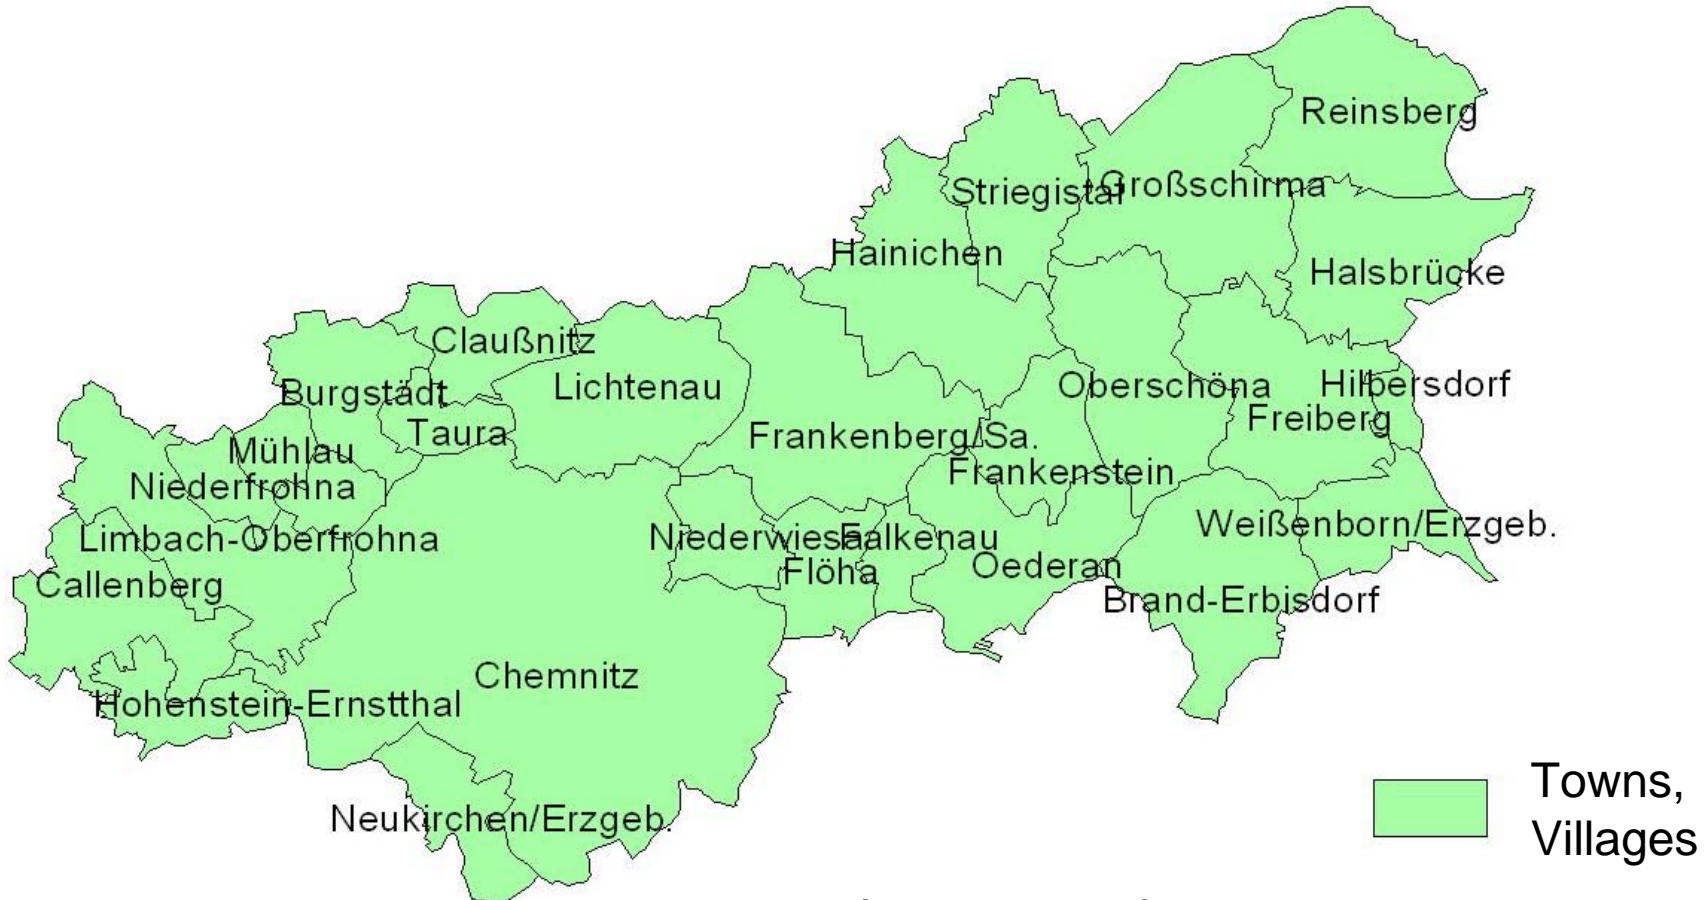 Reinsberg
Großschirma
Striegistal
Hainichen
Halsbrücke
Claußnitz
Burgstädt
Lichtenau
Oberschöna
Hilbersdorf
Freiberg
Taura
Frankenberg/Sa.
Mühlau
Frankenstein
Niederfrohna
Weißenborn/Erzgeb.
Limbach-Oberfrohna
Niederwiesa
Falkenau
Flöha
Oederan
Callenberg
Brand-Erbisdorf
Chemnitz
Hohenstein-Ernstthal
Neukirchen/Erzgeb.
Towns,
Villages